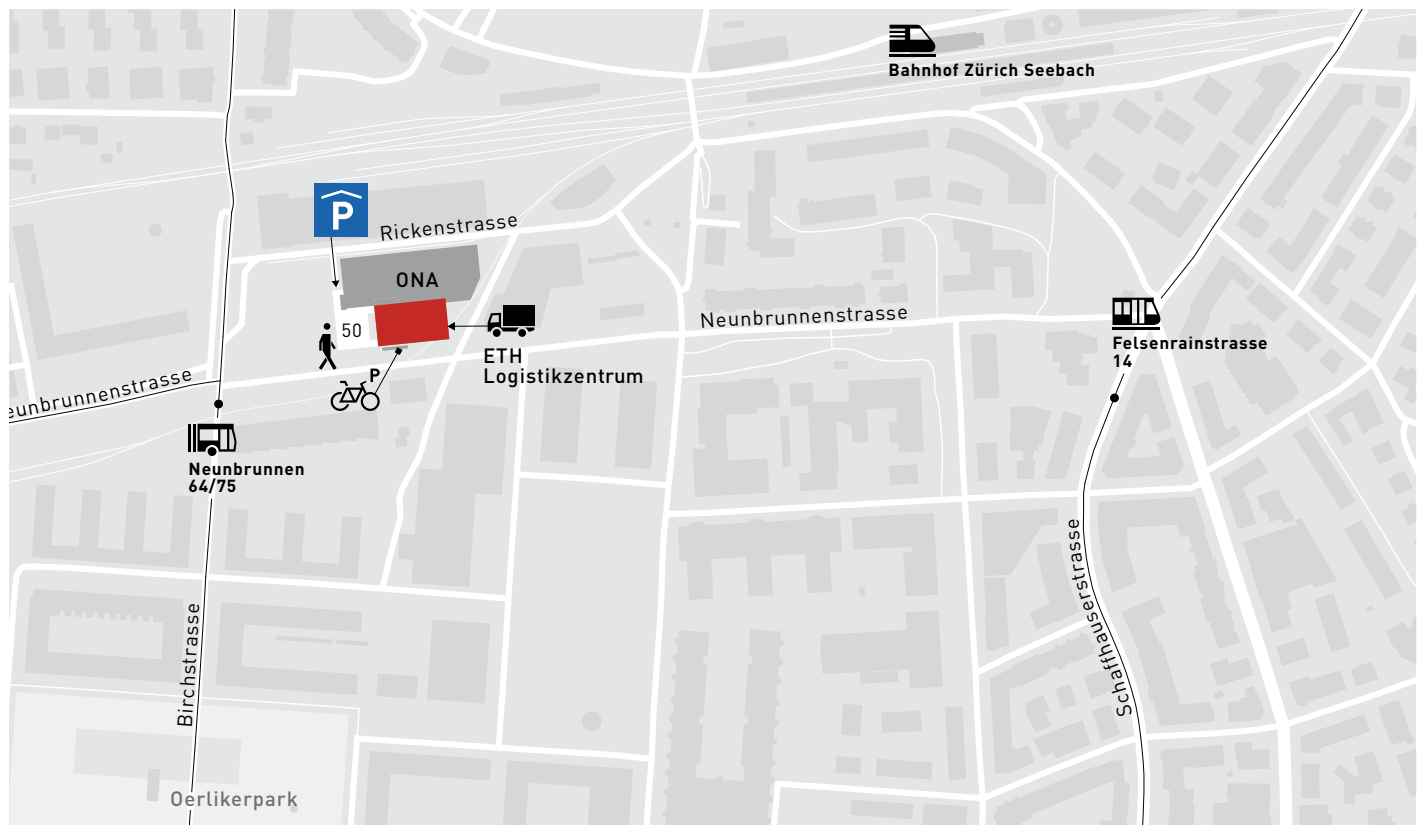 Bahnhof Zürich Seebach
P
Rickenstrasse
ONA
50
Neunbrunnenstrasse
Felsenrainstrasse
14
ETH
Logistikzentrum
P
eunbrunnenstrasse
Neunbrunnen
64/75
Birchstrasse
Schaffhauserstrasse
Oerlikerpark